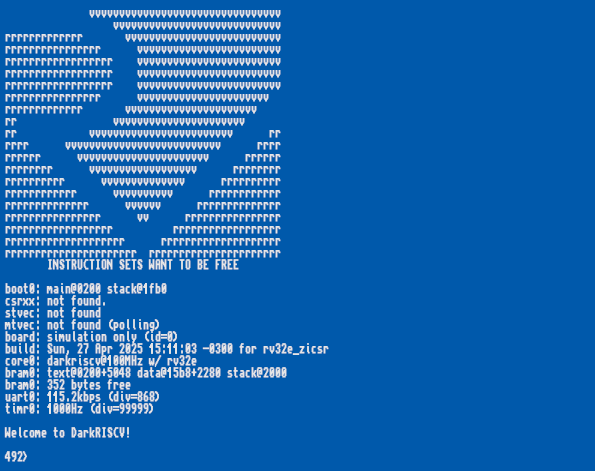 vvvvvvvvvvvvvvvvvvvvvvvvvvvvvvvv
                  vvvvvvvvvvvvvvvvvvvvvvvvvvvv
rrrrrrrrrrrrr       vvvvvvvvvvvvvvvvvvvvvvvvvv
rrrrrrrrrrrrrrrr      vvvvvvvvvvvvvvvvvvvvvvvv
rrrrrrrrrrrrrrrrrr    vvvvvvvvvvvvvvvvvvvvvvvv
rrrrrrrrrrrrrrrrrr    vvvvvvvvvvvvvvvvvvvvvvvv
rrrrrrrrrrrrrrrrrr    vvvvvvvvvvvvvvvvvvvvvvvv
rrrrrrrrrrrrrrrr      vvvvvvvvvvvvvvvvvvvvvv
rrrrrrrrrrrrr       vvvvvvvvvvvvvvvvvvvvvv
rr                vvvvvvvvvvvvvvvvvvvvvv
rr            vvvvvvvvvvvvvvvvvvvvvvvv      rr
rrrr      vvvvvvvvvvvvvvvvvvvvvvvvvv      rrrr
rrrrrr      vvvvvvvvvvvvvvvvvvvvvv      rrrrrr
rrrrrrrr      vvvvvvvvvvvvvvvvvv      rrrrrrrr
rrrrrrrrrr      vvvvvvvvvvvvvv      rrrrrrrrrr
rrrrrrrrrrrr      vvvvvvvvvv      rrrrrrrrrrrr
rrrrrrrrrrrrrr      vvvvvv      rrrrrrrrrrrrrr
rrrrrrrrrrrrrrrr      vv      rrrrrrrrrrrrrrrr
rrrrrrrrrrrrrrrrrr          rrrrrrrrrrrrrrrrrr
rrrrrrrrrrrrrrrrrrrr      rrrrrrrrrrrrrrrrrrrr
rrrrrrrrrrrrrrrrrrrrrr  rrrrrrrrrrrrrrrrrrrrrr
       INSTRUCTION SETS WANT TO BE FREE

boot0: main@0200 stack@1fb0
csrxx: not found.
stvec: not found
mtvec: not found (polling)
board: simulation only (id=0)
build: Sun, 27 Apr 2025 15:11:03 -0300 for rv32e_zicsr
core0: darkriscv@100MHz w/ rv32e
bram0: text@0200+5048 data@15b8+2280 stack@2000
bram0: 352 bytes free
uart0: 115.2kbps (div=868)
timr0: 1000Hz (div=99999)

Welcome to DarkRISCV!

492>